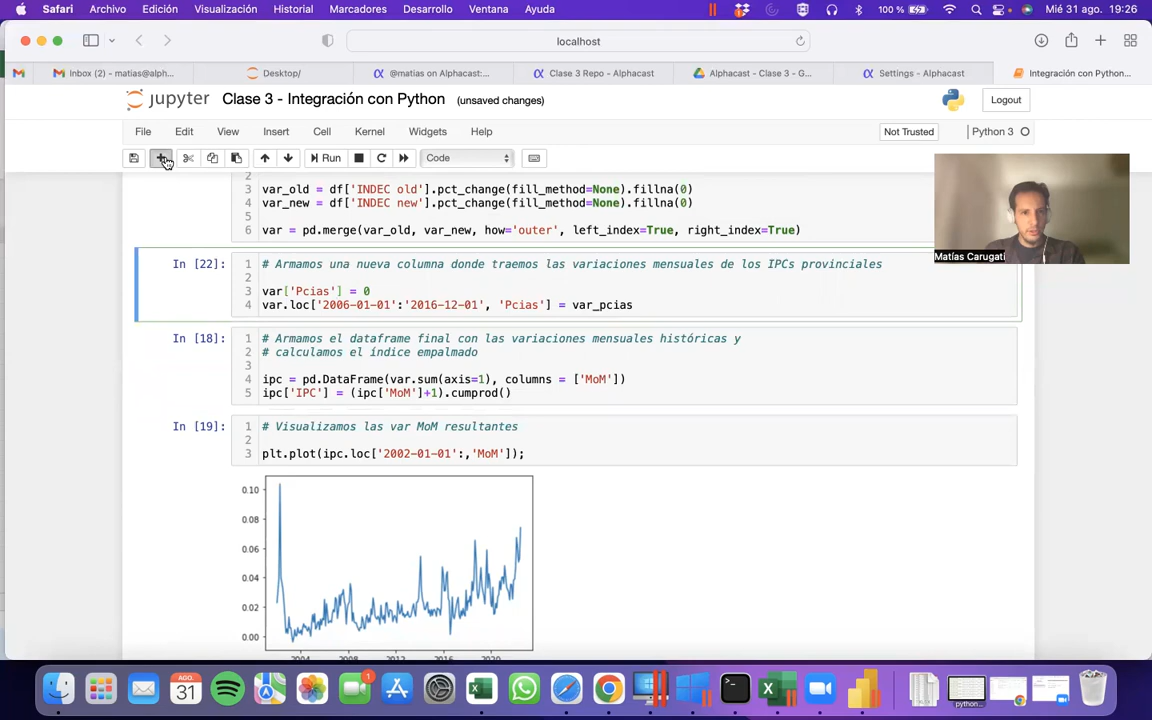 Safari Archivo Edición Visualización Historial Marcadores Desarrollo Ventana Ayuda 100 % Mié 31 ago. 19:26
localhost
Inbox (2) - matias@alph... Desktop/ @matias on Alphacast:... Clase 3 Repo - Alphacast Alphacast - Clase 3 - G... Settings - Alphacast Integración con Python...
jupyter Clase 3 - Integración con Python (unsaved changes) Logout
File Edit View Insert Cell Kernel Widgets Help Not Trusted Python 3
Run Code
2
3 var_old = df['INDEC old'].pct_change(fill_method=None).fillna(0)
4 var_new = df['INDEC new'].pct_change(fill_method=None).fillna(0)
5
6 var = pd.merge(var_old, var_new, how='outer', left_index=True, right_index=True)
Matías Carugati
In [22]: 1 # Armamos una nueva columna donde traemos las variaciones mensuales de los IPCs provinciales
2
3 var['Pcias'] = 0
4 var.loc['2006-01-01':'2016-12-01', 'Pcias'] = var_pcias
In [18]: 1 # Armamos el dataframe final con las variaciones mensuales históricas y
2 # calculamos el índice empalmado
3
4 ipc = pd.DataFrame(var.sum(axis=1), columns = ['MoM'])
5 ipc['IPC'] = (ipc['MoM']+1).cumprod()
In [19]: 1 # Visualizamos las var MoM resultantes
2
3 plt.plot(ipc.loc['2002-01-01':,'MoM']);
0.10
0.08
0.06
0.04
0.02
0.00
2004 2008 2012 2016 2020
AGO.
31
1